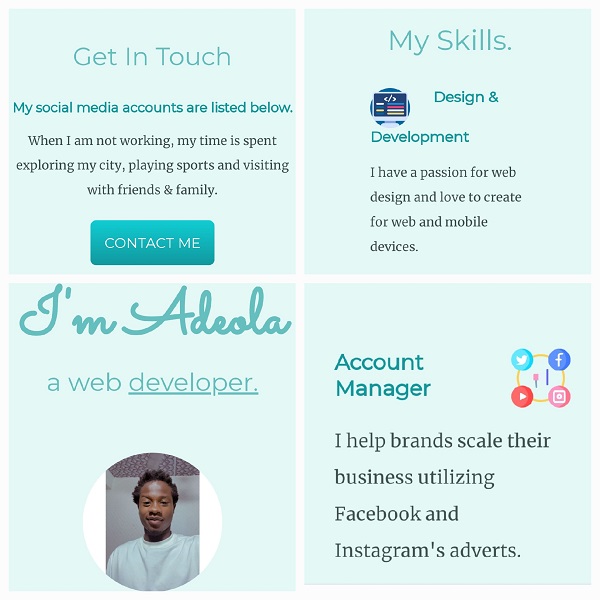 Get In Touch
My social media accounts are listed below.
When I am not working, my time is spent
exploring my city, playing sports and visiting
with friends & family.
CONTACT ME
My Skills.
</>
Design &
Development
I have a passion for web
design and love to create
for web and mobile
devices.
I'm Adeola
a web developer.
Account
Manager
I help brands scale their
business utilizing
Facebook and
Instagram's adverts.